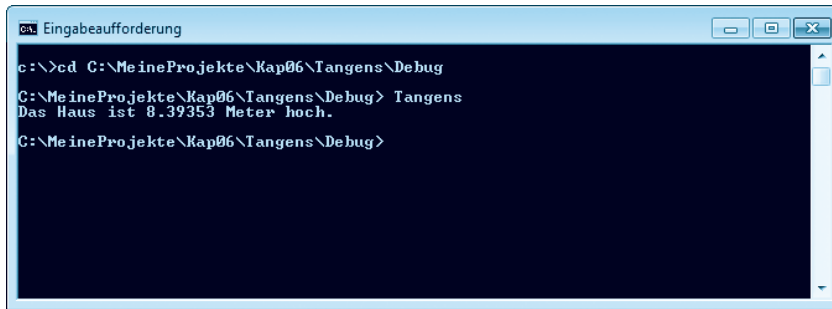 Eingabeaufforderung
c:\>cd C:\MeineProjekte\Kap06\Tangens\Debug
C:\MeineProjekte\Kap06\Tangens\Debug> Tangens
Das Haus ist 8.39353 Meter hoch.
C:\MeineProjekte\Kap06\Tangens\Debug>